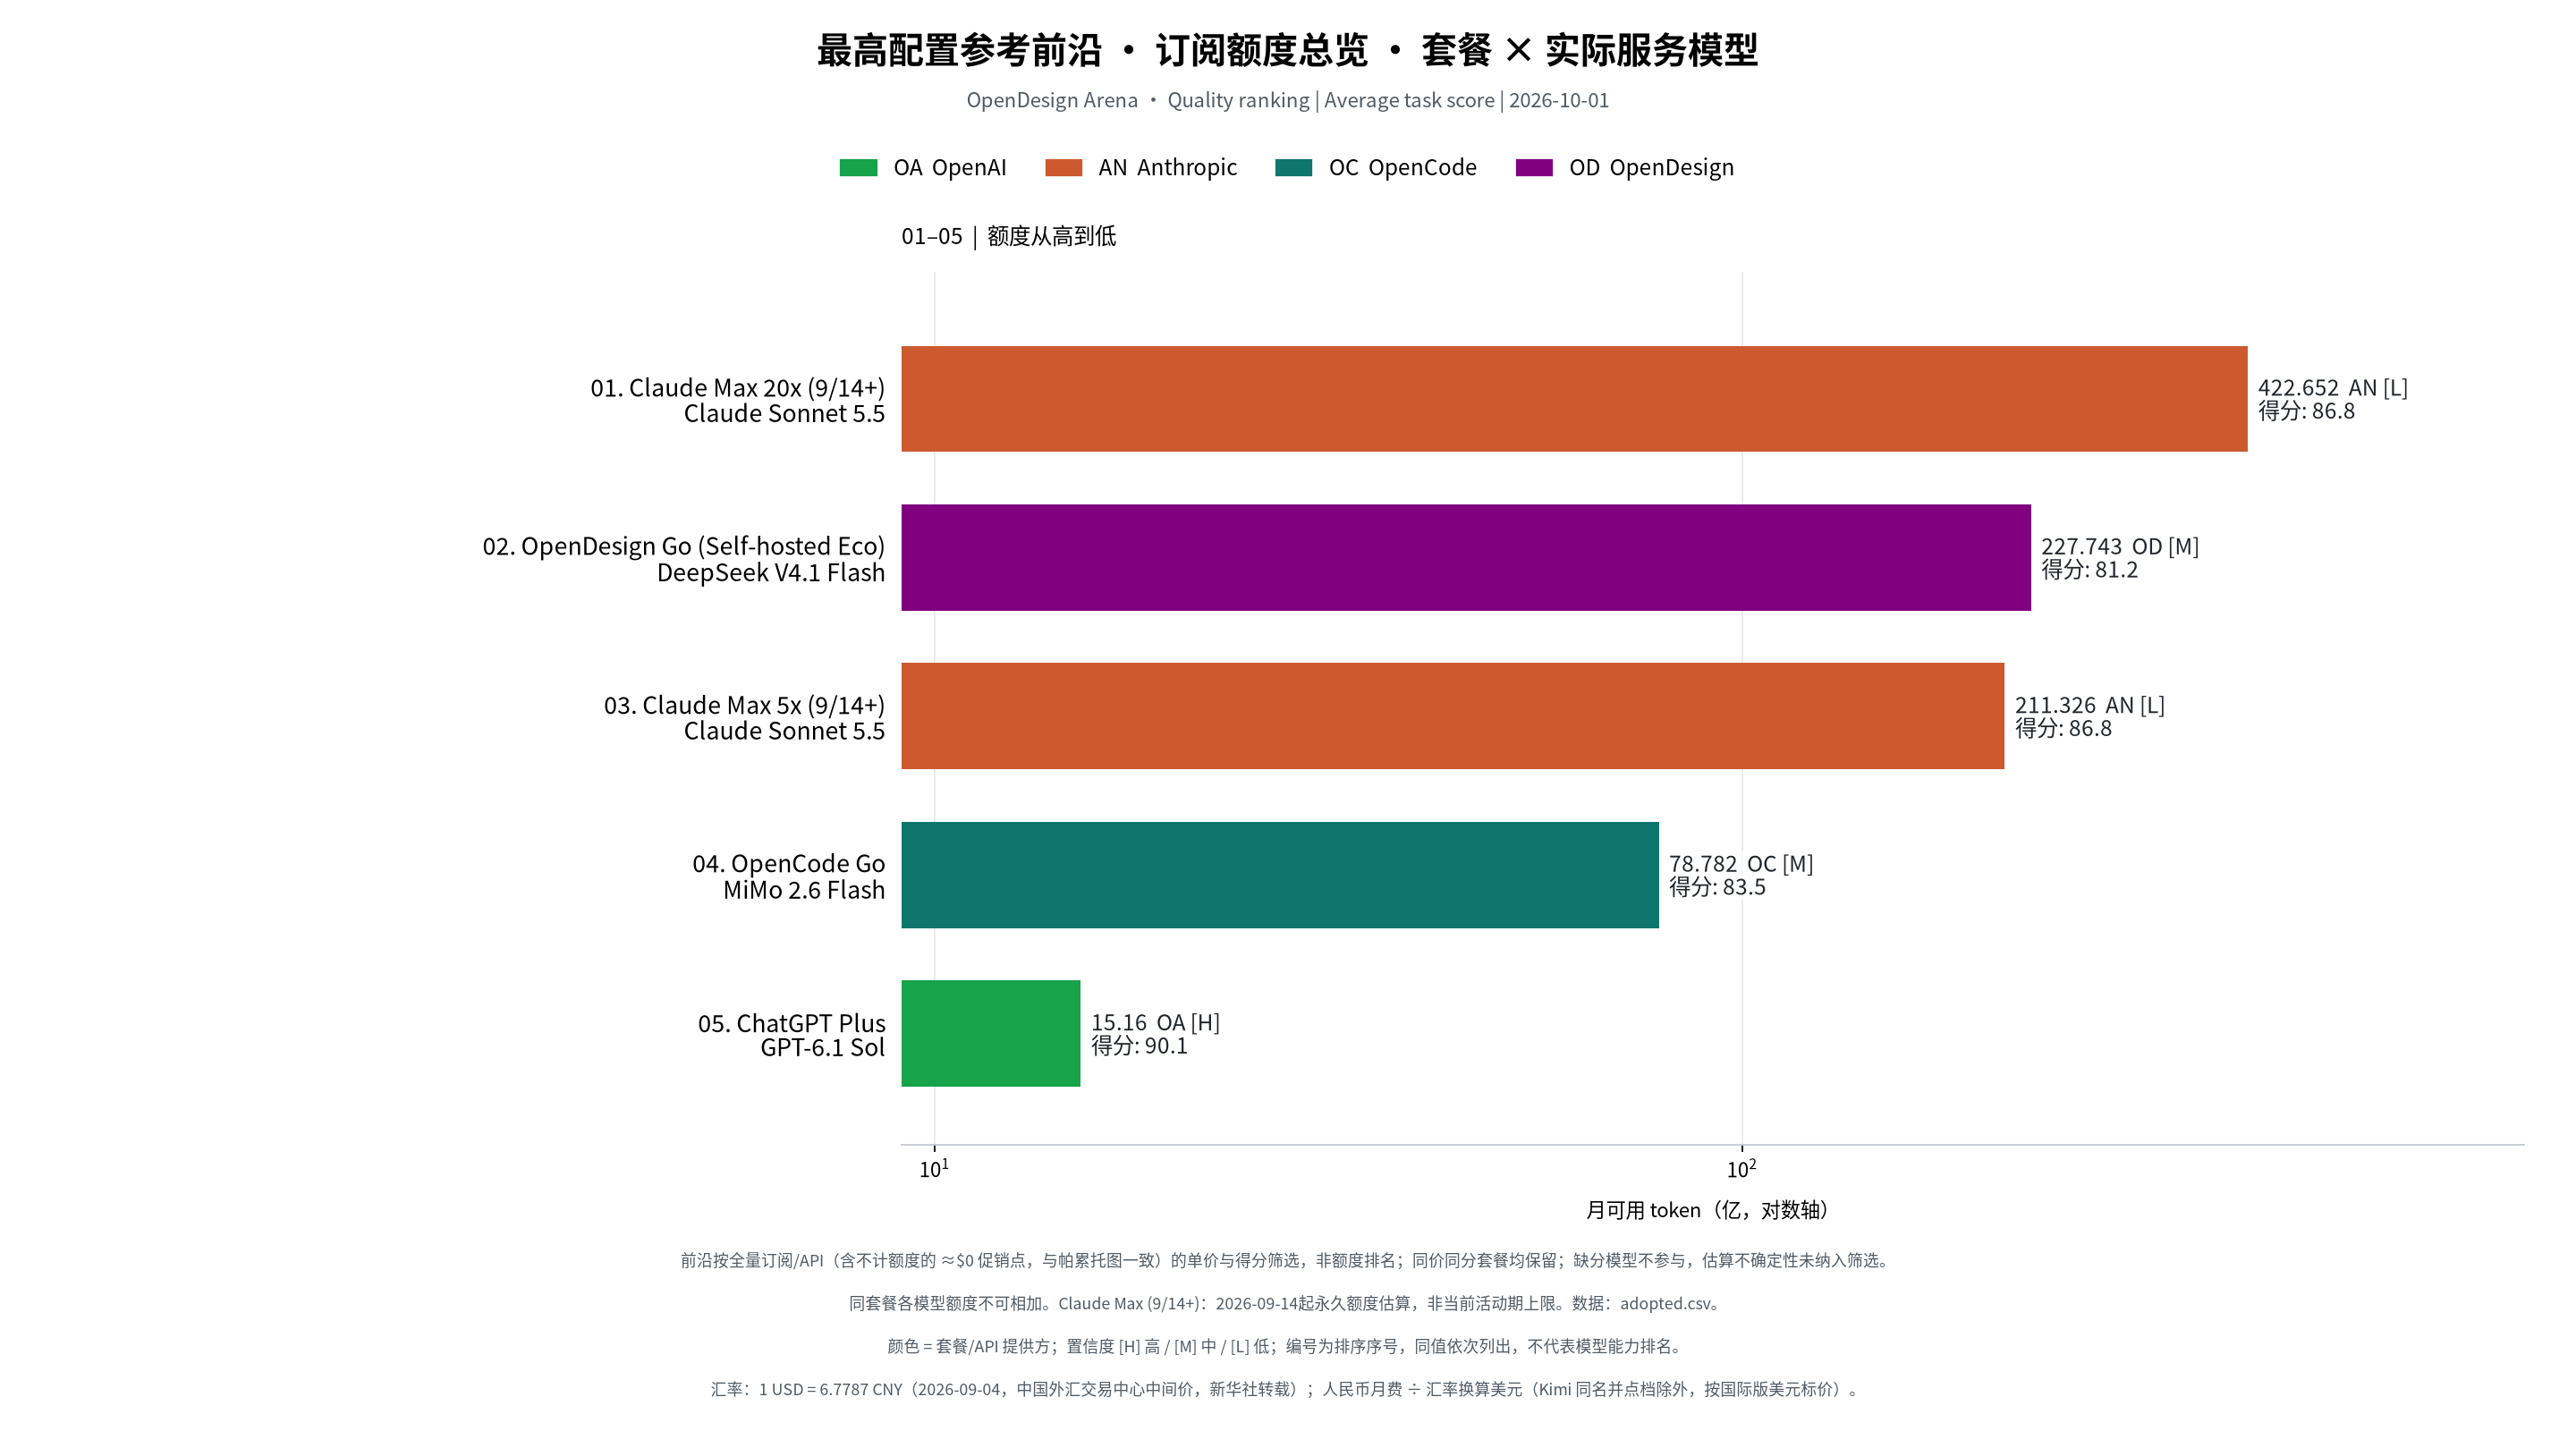 最高配置参考前沿 · 订阅额度总览 · 套餐 × 实际服务模型
OpenDesign Arena · Quality ranking | Average task score | 2026-10-01
OA OpenAI
AN Anthropic
OC OpenCode
OD OpenDesign
01–05 | 额度从高到低
01. Claude Max 20x (9/14+)
Claude Sonnet 5.5
422.652 AN [L]
得分: 86.8
02. OpenDesign Go (Self-hosted Eco)
DeepSeek V4.1 Flash
227.743 OD [M]
得分: 81.2
03. Claude Max 5x (9/14+)
Claude Sonnet 5.5
211.326 AN [L]
得分: 86.8
04. OpenCode Go
MiMo 2.6 Flash
78.782 OC [M]
得分: 83.5
05. ChatGPT Plus
GPT-6.1 Sol
15.16 OA [H]
得分: 90.1
10¹
10²
月可用 token（亿，对数轴）
前沿按全量订阅/API（含不计额度的 ≈$0 促销点，与帕累托图一致）的单价与得分筛选，非额度排名；同价同分套餐均保留；缺分模型不参与，估算不确定性未纳入筛选。
同套餐各模型额度不可相加。Claude Max (9/14+)：2026-09-14起永久额度估算，非当前活动期上限。数据：adopted.csv。
颜色 = 套餐/API 提供方；置信度 [H] 高 / [M] 中 / [L] 低；编号为排序序号，同值依次列出，不代表模型能力排名。
汇率：1 USD = 6.7787 CNY（2026-09-04，中国外汇交易中心中间价，新华社转载）；人民币月费 ÷ 汇率换算美元（Kimi 同名并点档除外，按国际版美元标价）。